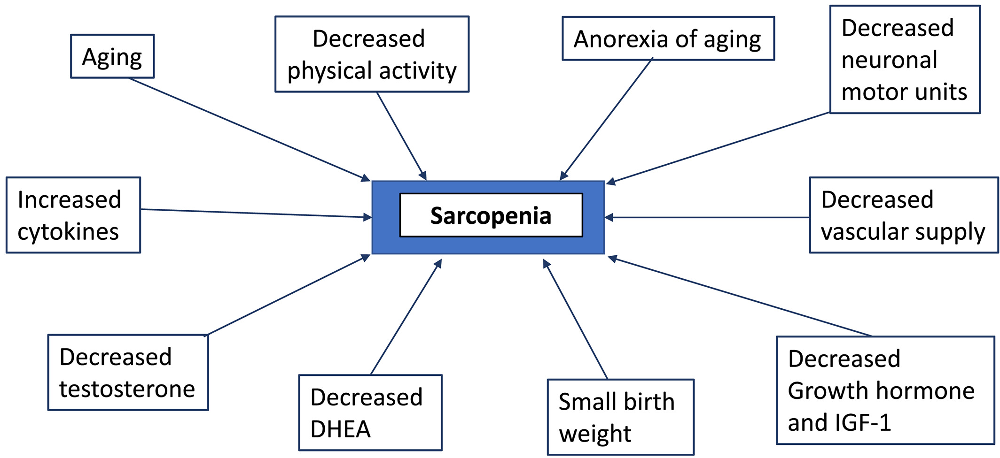 Aging
Decreased
physical activity
Anorexia of aging
Decreased
neuronal
motor units
Increased
cytokines
Sarcopenia
Decreased
vascular supply
Decreased
testosterone
Decreased
DHEA
Small birth
weight
Decreased
Growth hormone
and IGF-1